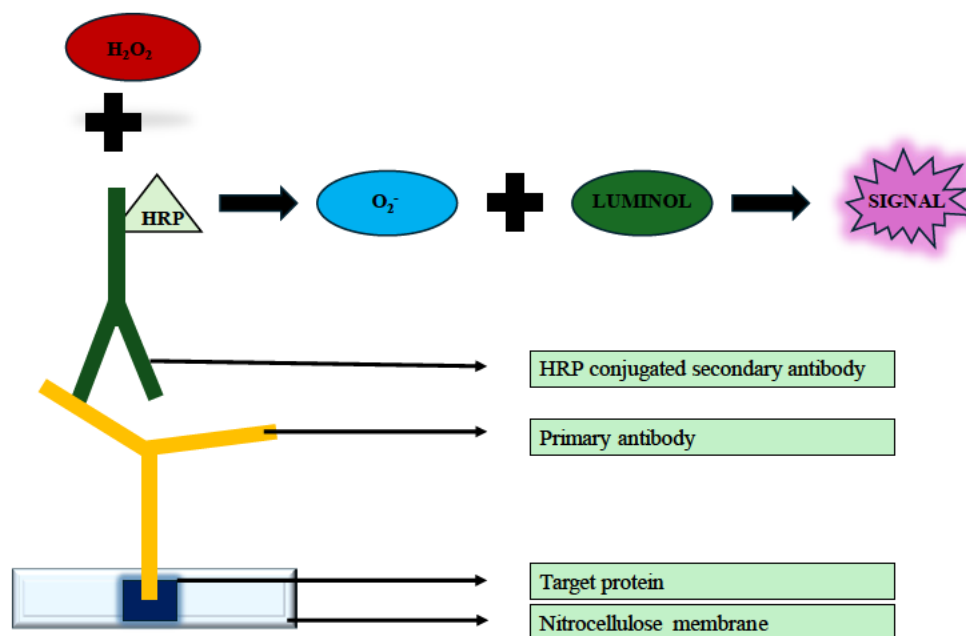 H₂O₂
HRP
O₂⁻
LUMINOL
SIGNAL
HRP conjugated secondary antibody
Primary antibody
Target protein
Nitrocellulose membrane